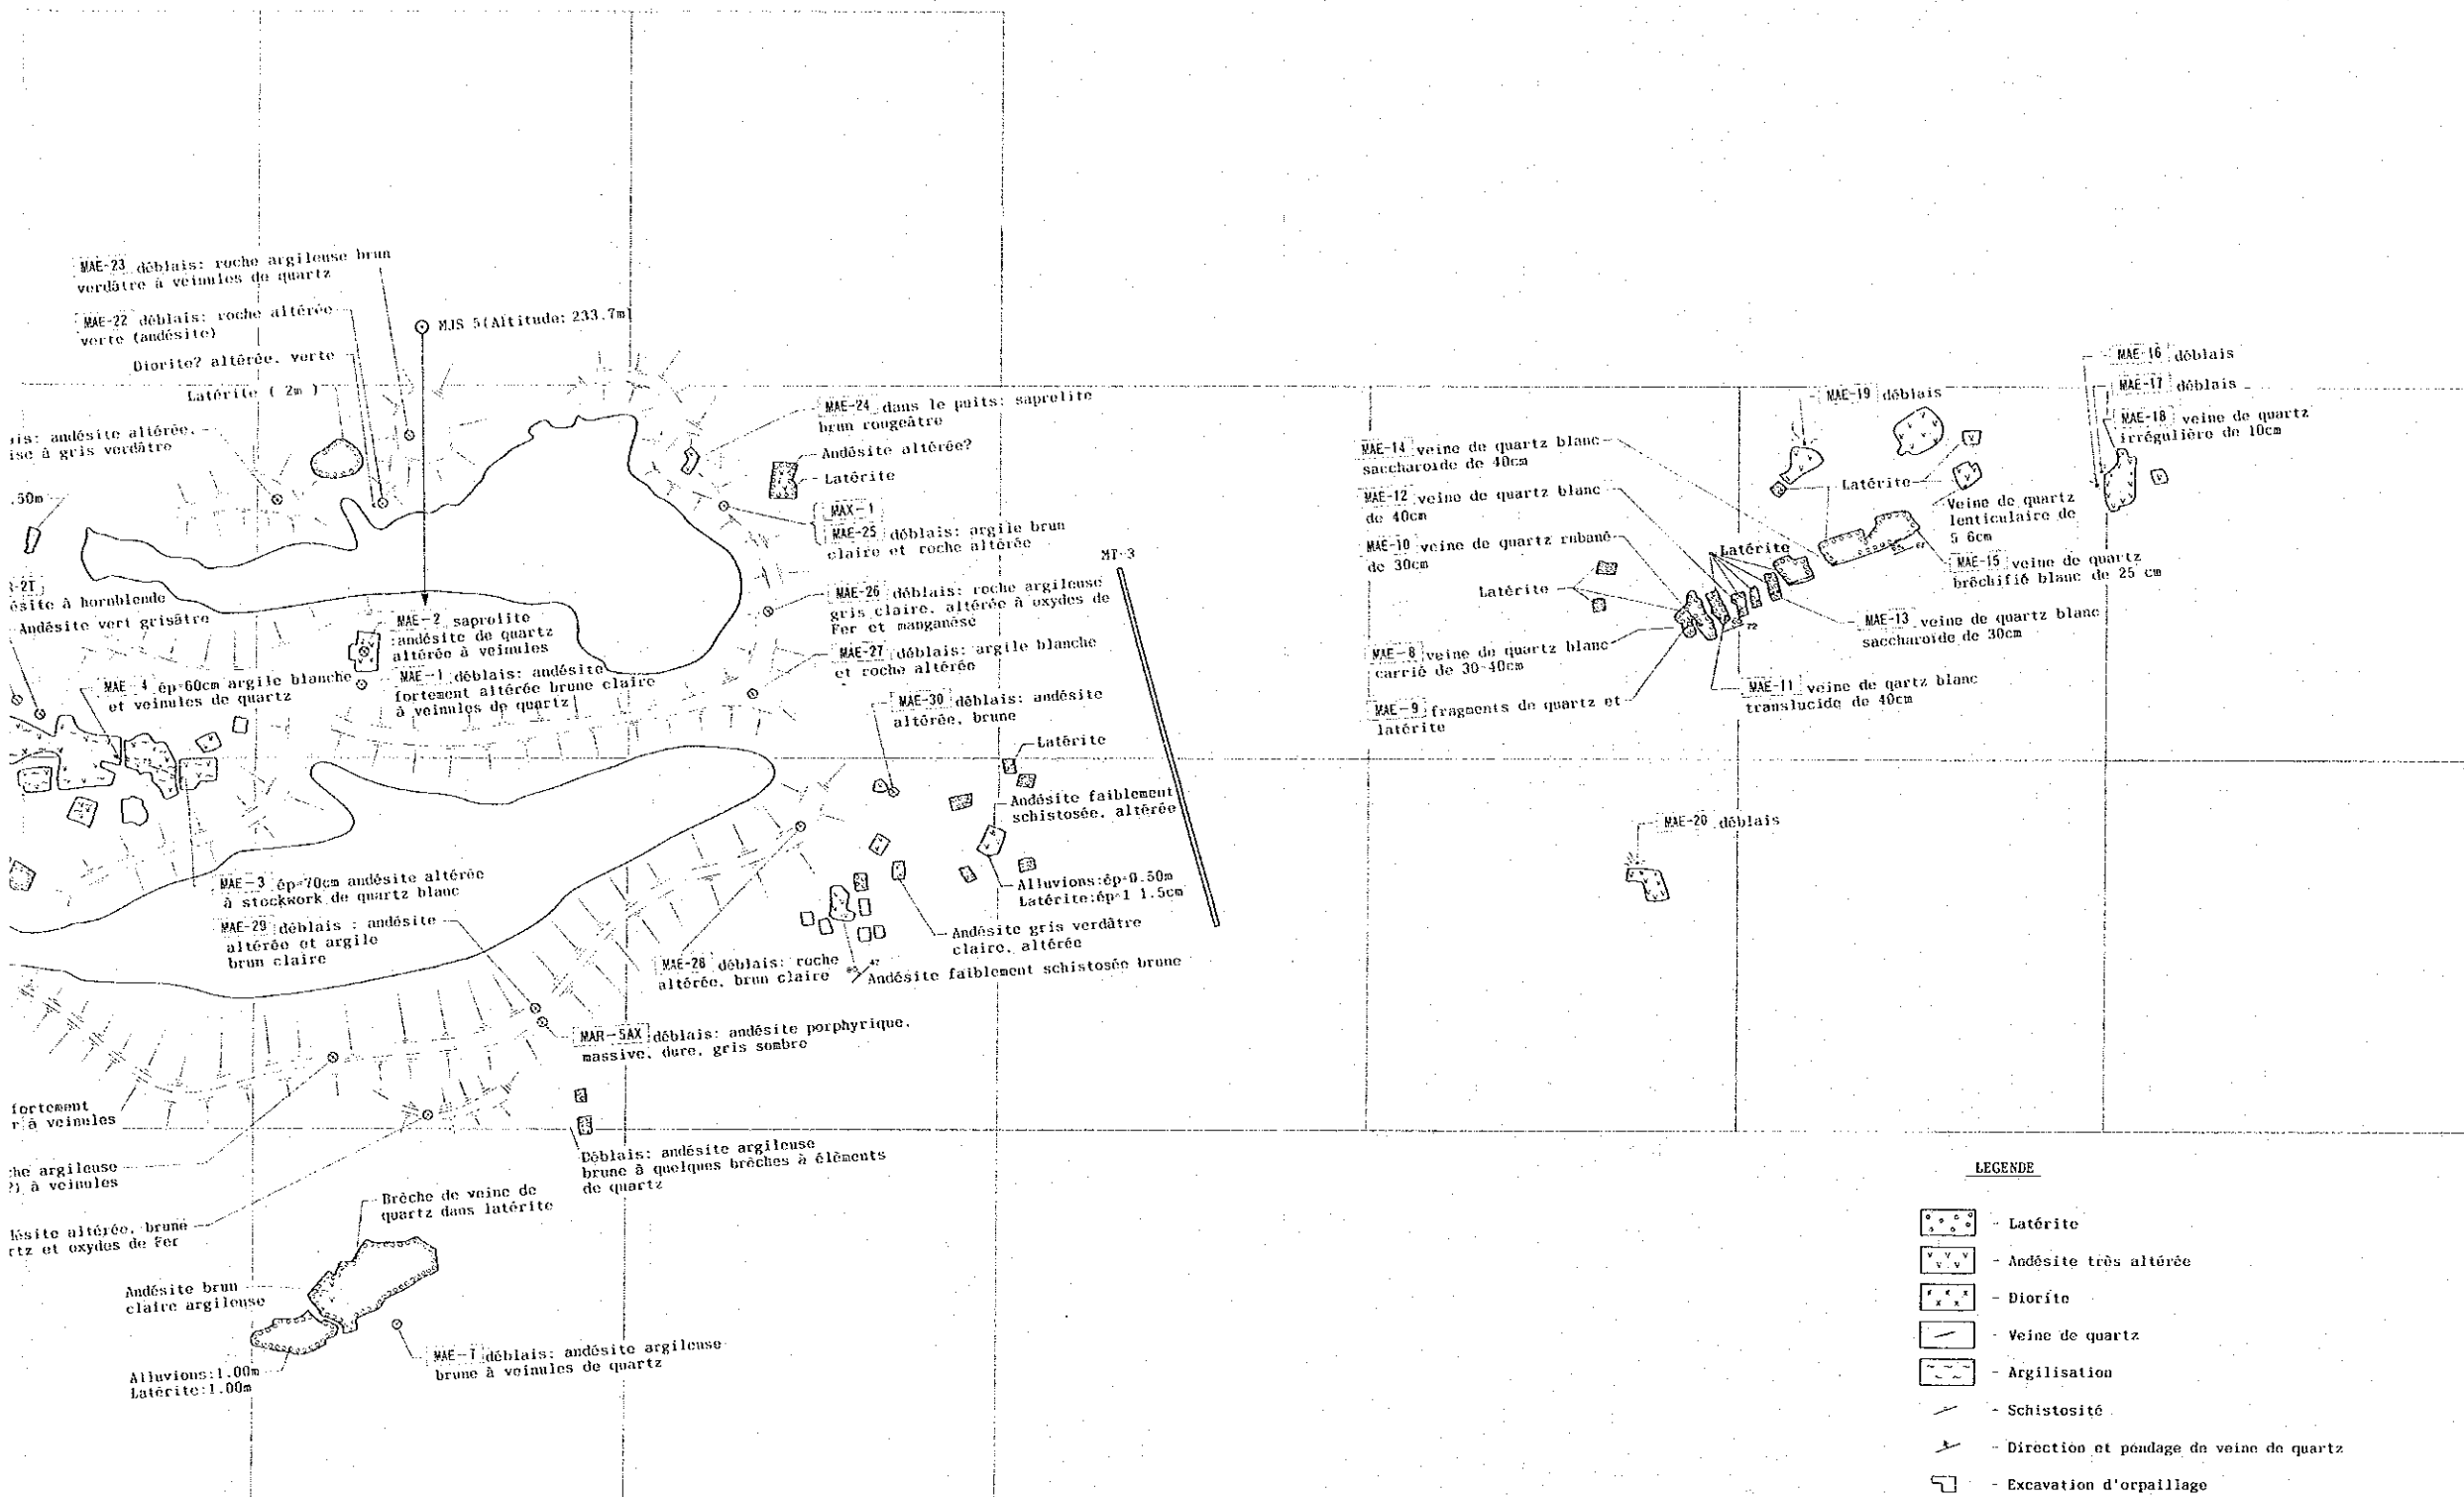 MAE-23 déblais: roche argileuse brun
verdâtre à veinules de quartz
MAE-22 déblais: roche altérée
verte (andésite)
Diorite? altérée. verte
Latérite ( 2m )
MJS 5(Altitude: 233.7m)
andésite altérée.
à gris verdâtre
.50m
-2T
à hornblende
Andésite vert grisâtre
MAE-4 ép=60cm argile blanche
et veinules de quartz
MAE-2 saprolite
andésite de quartz
altérée à veinules
MAE-1 déblais: andésite
fortement altérée brune claire
à veinules de quartz
MAE-24 dans le puits: saprolite
brun rougeâtre
Andésite altérée?
Latérite
MAX-1
MAE-25 déblais: argile brun
claire et roche altérée
MT-3
MAE-26 déblais: roche argileuse
gris claire. altérée à oxydes de
Fer et manganèse
MAE-27 déblais: argile blanche
et roche altérée
MAE-30 déblais: andésite
altérée. brune
Latérite
Andésite faiblement
schistosée. altérée
Alluvions:ép=0.50m
Latérite:ép=1 1.5cm
Andésite gris verdâtre
claire. altérée
47
Andésite faiblement schistosée brune
MAE-28 déblais: roche
altérée. brun claire
MAE-3 ép=70cm andésite altérée
à stockwork de quartz blanc
MAE-29 déblais : andésite
altérée et argile
brun claire
MAR-5AX déblais: andésite porphyrique.
massive. dure. gris sombre
fortement
à veinules
argileuse
à veinules
Déblais: andésite argileuse
brune à quelques brèches à éléments
de quartz
altérée. brune
et oxydes de Fer
Brèche de veine de
quartz dans latérite
Andésite brun
claire argileuse
Alluvions:1.00m
Latérite:1.00m
MAE-7 déblais: andésite argileuse
brune à veinules de quartz
MAE-16 déblais
MAE-17 déblais
MAE-18 veine de quartz
irrégulière de 10cm
MAE-19 déblais
MAE-14 veine de quartz blanc
saccharoïde de 40cm
MAE-12 veine de quartz blanc
de 40cm
MAE-10 veine de quartz rubané
de 30cm
Latérite
Latérite
Latérite
Veine de quartz
lenticulaire de
5 6cm
MAE-15 veine de quartz
brêchifié blanc de 25 cm
MAE-13 veine de quartz blanc
saccharoïde de 30cm
72
MAE-8 veine de quartz blanc
carrié de 30-40cm
MAE-11 veine de qartz blanc
translucide de 40cm
MAE-9 fragments de quartz et
latérite
MAE-20 déblais
LEGENDE
- Latérite
- Andésite très altérée
- Diorite
- Veine de quartz
- Argilisation
- Schistosité
- Direction et pendage de veine de quartz
- Excavation d'orpaillage